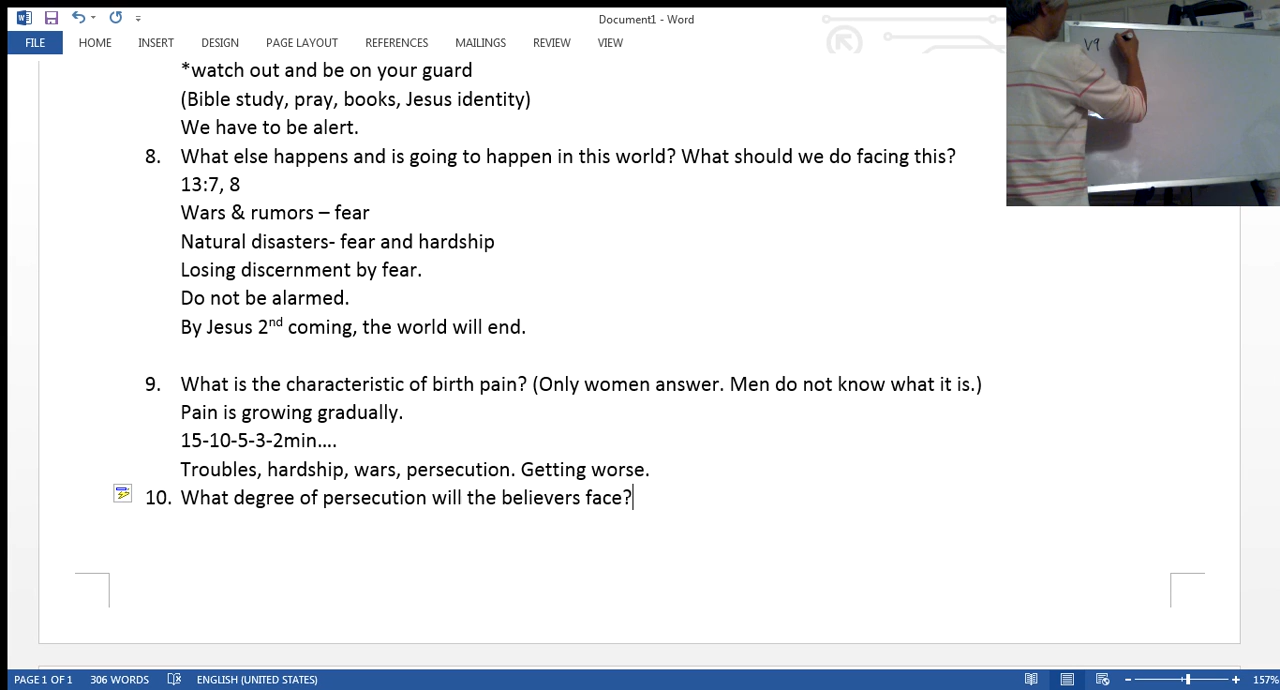 Document1 - Word
FILE HOME INSERT DESIGN PAGE LAYOUT REFERENCES MAILINGS REVIEW VIEW
V9
*watch out and be on your guard
(Bible study, pray, books, Jesus identity)
We have to be alert.
8. What else happens and is going to happen in this world? What should we do facing this?
13:7, 8
Wars & rumors – fear
Natural disasters- fear and hardship
Losing discernment by fear.
Do not be alarmed.
By Jesus 2nd coming, the world will end.
9. What is the characteristic of birth pain? (Only women answer. Men do not know what it is.)
Pain is growing gradually.
15-10-5-3-2min....
Troubles, hardship, wars, persecution. Getting worse.
10. What degree of persecution will the believers face?
PAGE 1 OF 1 306 WORDS ENGLISH (UNITED STATES) 157%